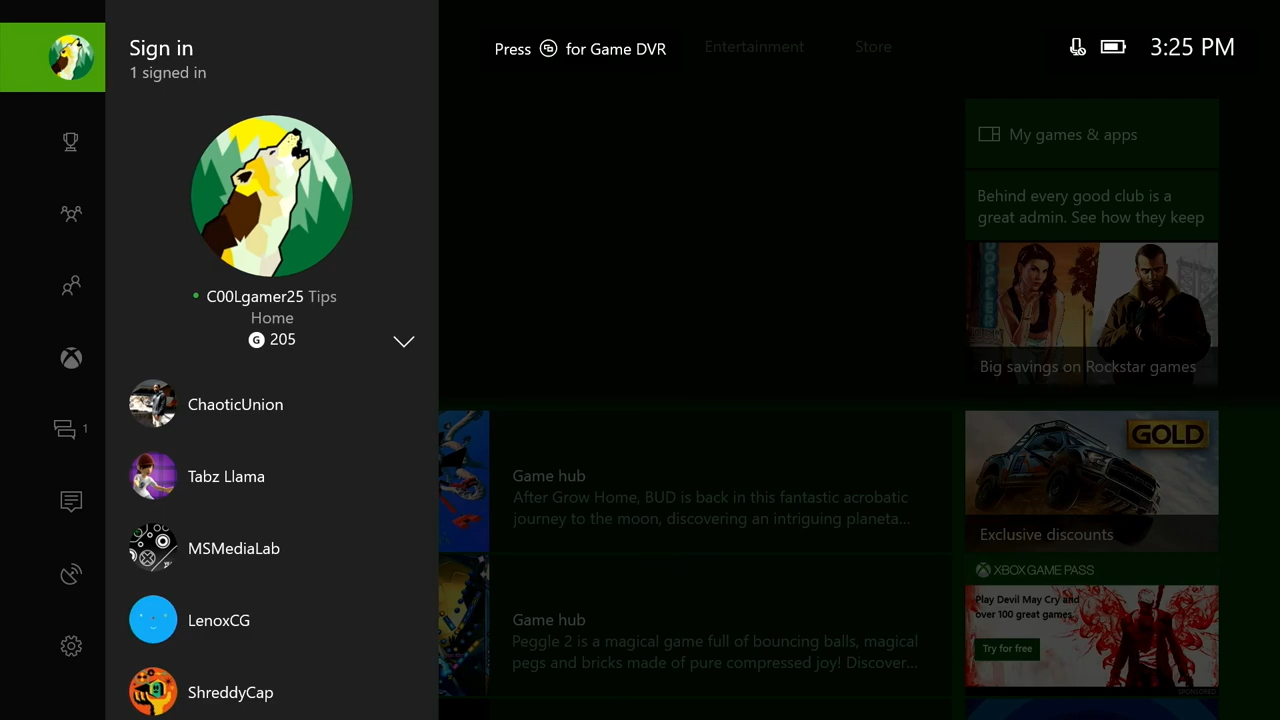 Sign in
1 signed in
C00Lgamer25 Tips
Home
G 205
ChaoticUnion
Tabz Llama
MSMediaLab
LenoxCG
ShreddyCap
1
Press for Game DVR
Entertainment
Store
3:25 PM
My games & apps
Behind every good club is a
great admin. See how they keep
Big savings on Rockstar games
Game hub
After Grow Home, BUD is back in this fantastic acrobatic
journey to the moon, discovering an intriguing planeta...
GOLD
Exclusive discounts
Game hub
Peggle 2 is a magical game full of bouncing balls, magical
pegs and bricks made of pure compressed joy! Discover...
XBOX GAME PASS
Play Devil May Cry and
over 100 great games.
Try for free
SPONSORED